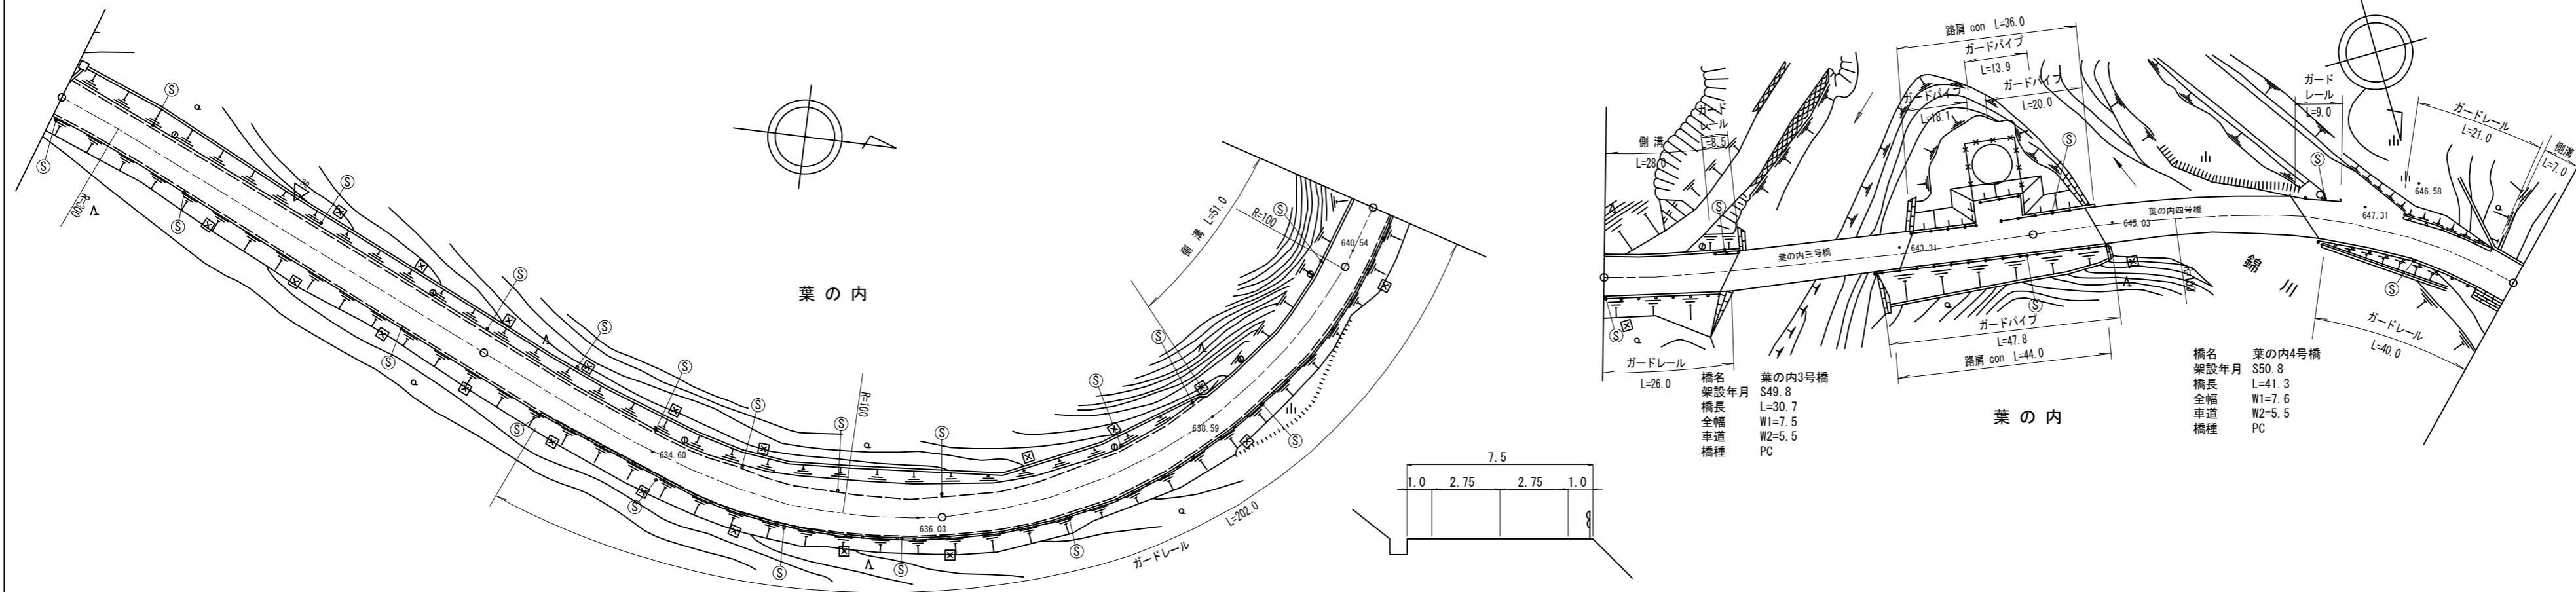 R=300
30
葉の内
634.60
R=100
636.03
638.59
側溝 L=51.0
R=100
640.54
ガードレール L=202.0
7.5
1.0 2.75 2.75 1.0
側溝
L=28.0
ガード
レール
L=8.5
ガードレール
L=26.0
葉の内三号橋
路肩 con L=36.0
ガードパイプ
L=13.9
ガードパイプ
L=18.1
ガードパイプ
L=20.0
643.31
645.03
葉の内四号橋
ガードパイプ
L=47.8
路肩 con L=44.0
橋名 葉の内3号橋
架設年月 S49.8
橋長 L=30.7
全幅 W1=7.5
車道 W2=5.5
橋種 PC
葉の内
錦川
橋名 葉の内4号橋
架設年月 S50.8
橋長 L=41.3
全幅 W1=7.6
車道 W2=5.5
橋種 PC
ガード
レール
L=9.0
ガードレール
L=21.0
側溝
L=7.0
646.58
647.31
ガードレール
L=40.0